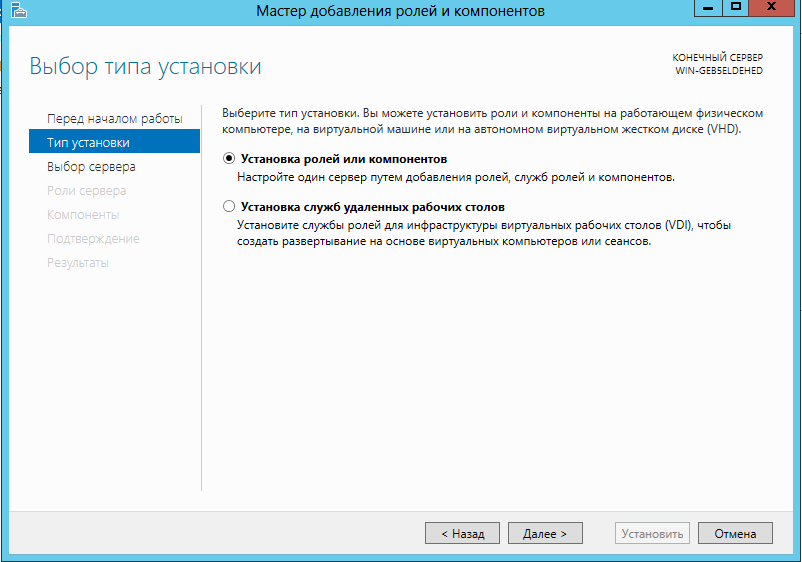 Мастер добавления ролей и компонентов
Выбор типа установки
КОНЕЧНЫЙ СЕРВЕР
WIN-GEBSELDEHED
Перед началом работы
Тип установки
Выбор сервера
Роли сервера
Компоненты
Подтверждение
Результаты
Выберите тип установки. Вы можете установить роли и компоненты на работающем физическом
компьютере, на виртуальной машине или на автономном виртуальном жестком диске (VHD).
Установка ролей или компонентов
Настройте один сервер путем добавления ролей, служб ролей и компонентов.
Установка служб удаленных рабочих столов
Установите службы ролей для инфраструктуры виртуальных рабочих столов (VDI), чтобы
создать развертывание на основе виртуальных компьютеров или сеансов.
< Назад
Далее >
Установить
Отмена